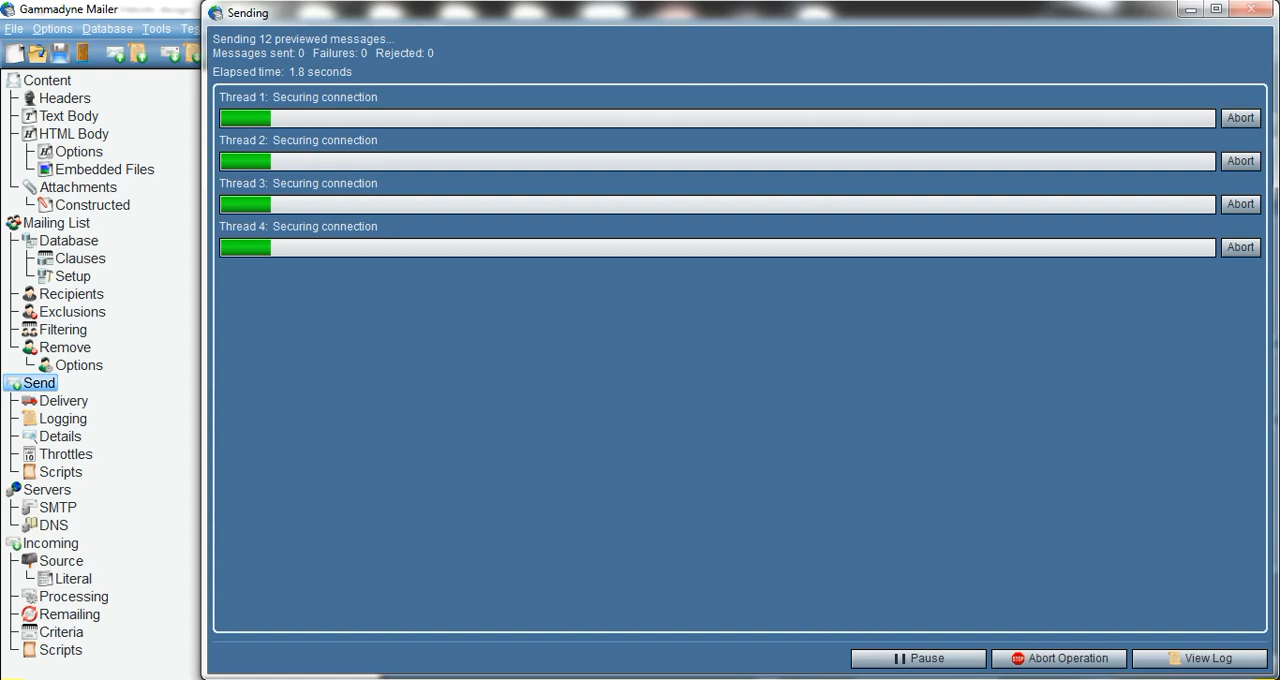 Gammadyne Mailer
File Options Database Tools
Content
Headers
Text Body
HTML Body
Options
Embedded Files
Attachments
Constructed
Mailing List
Database
Clauses
Setup
Recipients
Exclusions
Filtering
Remove
Options
Send
Delivery
Logging
Details
Throttles
Scripts
Servers
SMTP
DNS
Incoming
Source
Literal
Processing
Remailing
Criteria
Scripts
Sending
Sending 12 previewed messages...
Messages sent: 0 Failures: 0 Rejected: 0
Elapsed time: 1.8 seconds
Thread 1: Securing connection
Abort
Thread 2: Securing connection
Abort
Thread 3: Securing connection
Abort
Thread 4: Securing connection
Abort
Pause
Abort Operation
View Log